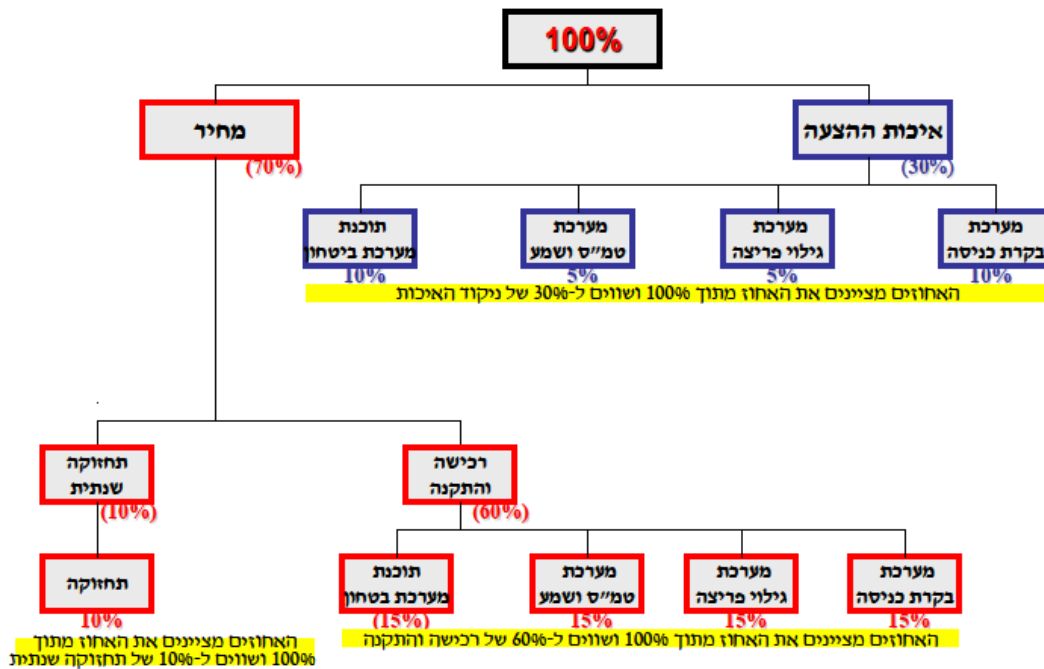 100%
איכות ההצעה
(30%)
מחיר
(70%)
מערכת
בקרת כניסה
10%
מערכת
גילוי פריצה
5%
מערכת
טמ״ס ושמע
5%
תוכנת
מערכת ביטחון
10%
האחוזים מציינים את האחוז מתוך 100% ושווים ל-30% של ניקוד האיכות
רכישה
והתקנה
(60%)
תחזוקה
שנתית
(10%)
מערכת
בקרת כניסה
15%
מערכת
גילוי פריצה
15%
מערכת
טמ״ס ושמע
15%
תוכנת
מערכת בטחון
(15%)
האחוזים מציינים את האחוז מתוך 100% ושווים ל-60% של רכישה והתקנה
תחזוקה
10%
האחוזים מציינים את האחוז מתוך
100% ושווים ל-10% של תחזוקה שנתית